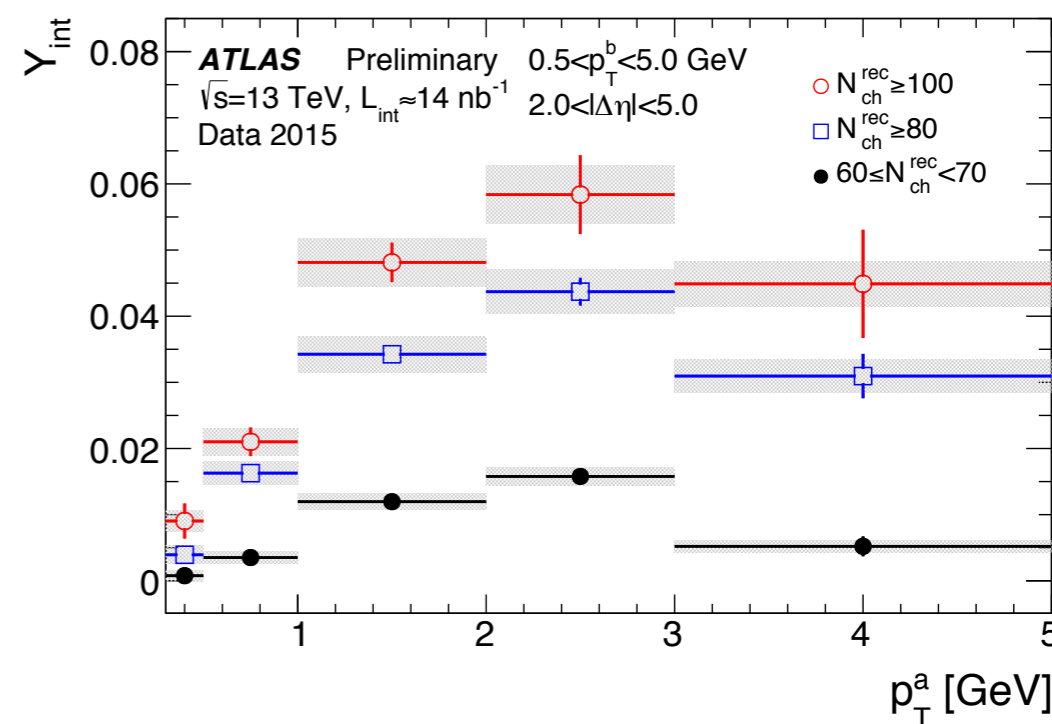 Y_int
0.08
0.06
0.04
0.02
0
ATLAS Preliminary
√s=13 TeV, L_int≈14 nb^-1
Data 2015
0.5<p_T^b<5.0 GeV
2.0<|Δη|<5.0
N_ch^rec≥100
N_ch^rec≥80
60≤N_ch^rec<70
1 2 3 4 5
p_T^a [GeV]